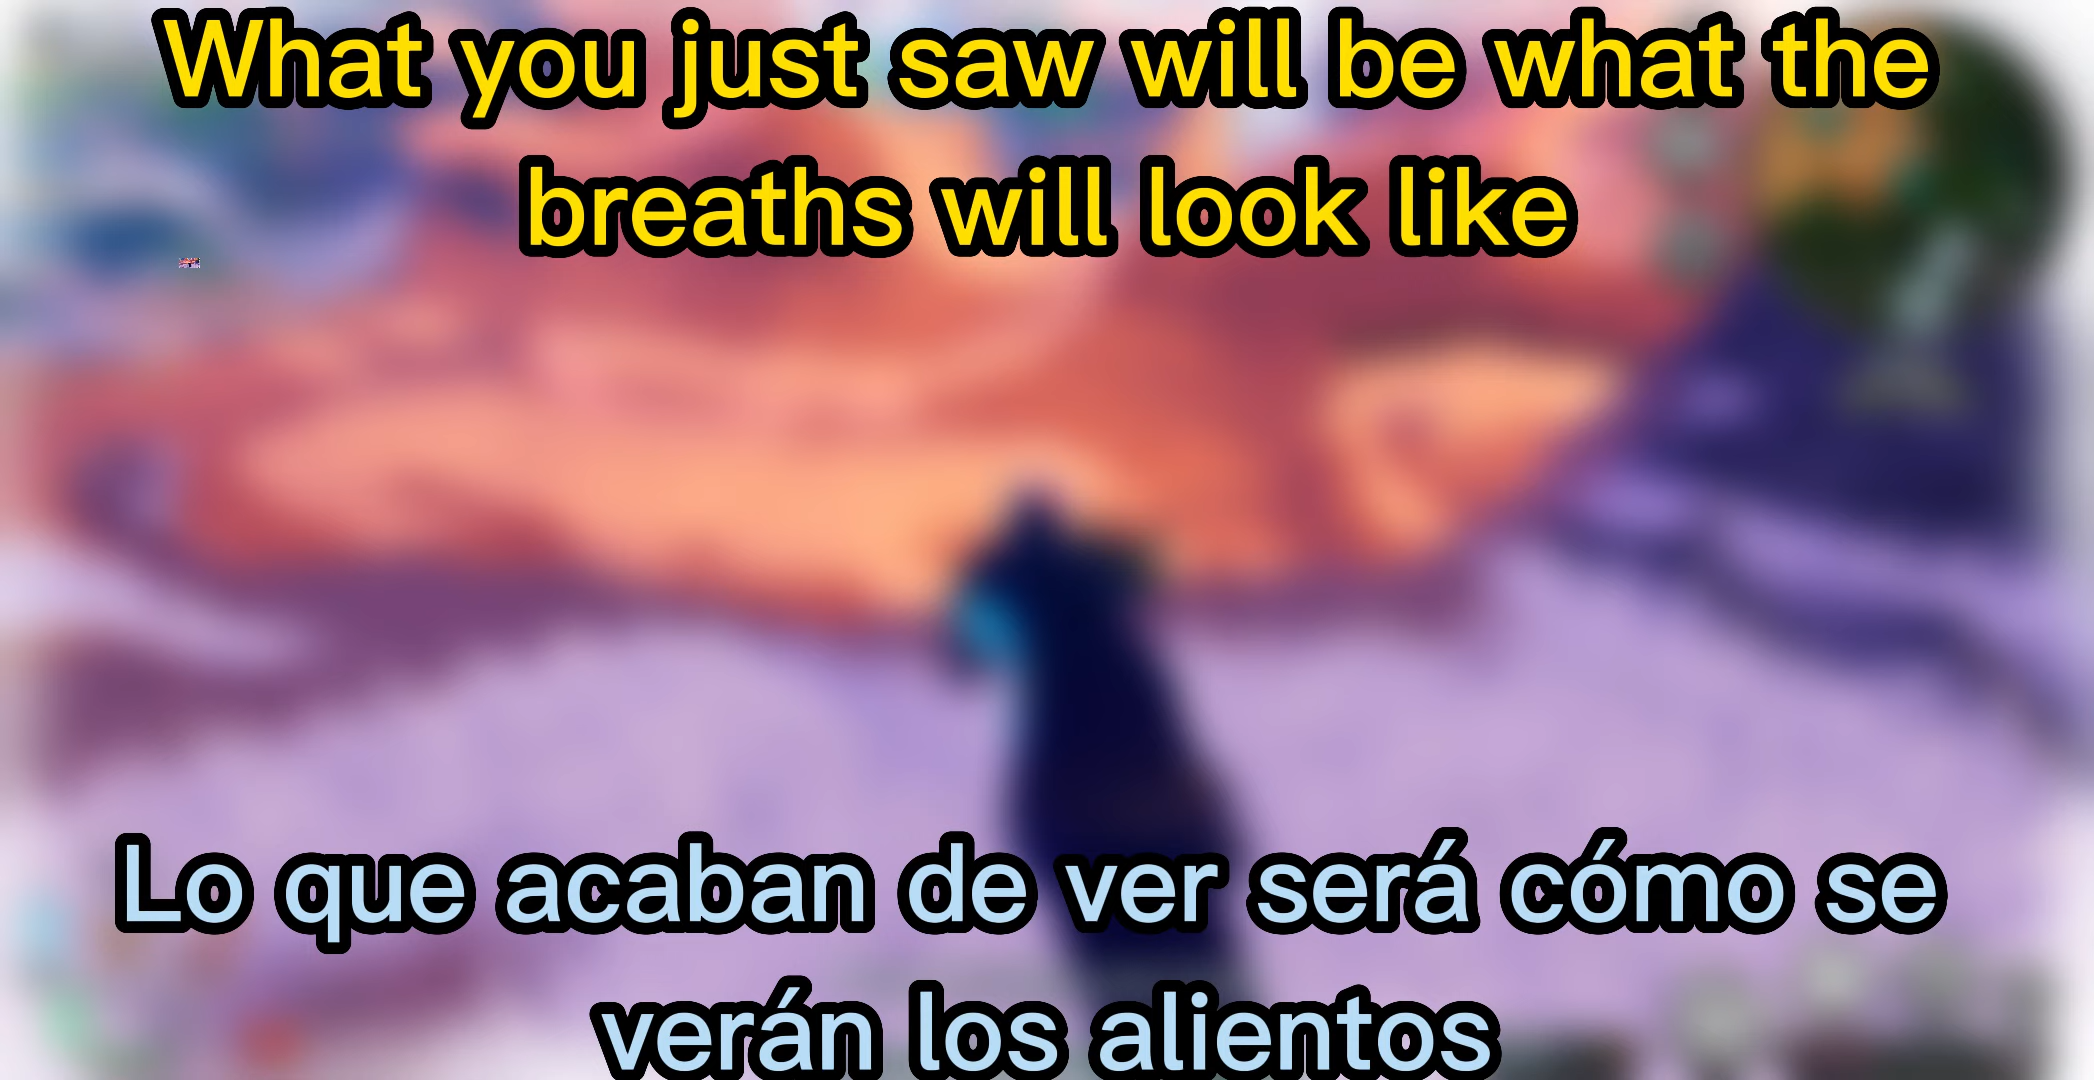 What you just saw will be what the
breaths will look like
Lo que acaban de ver será cómo se
verán los alientos